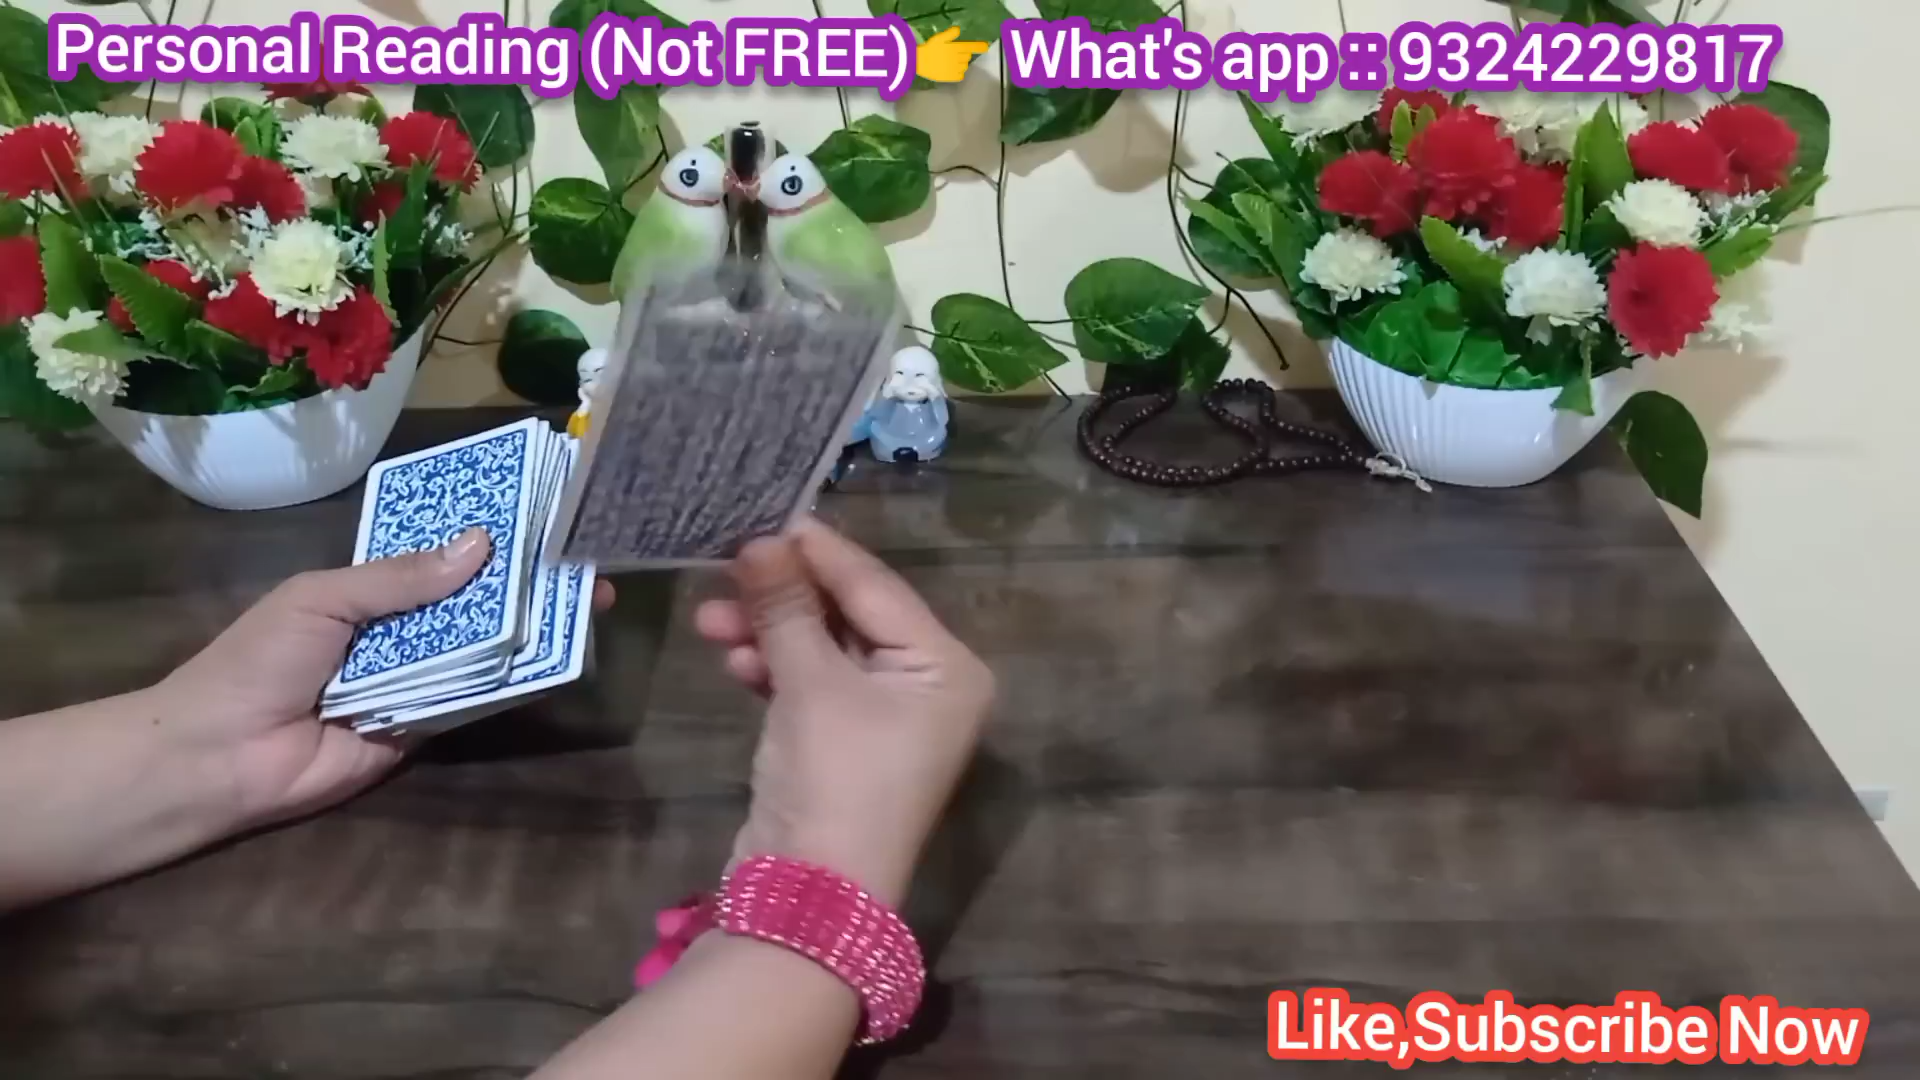 Personal Reading (Not FREE)👉 What's app :: 9324229817
Like,Subscribe Now